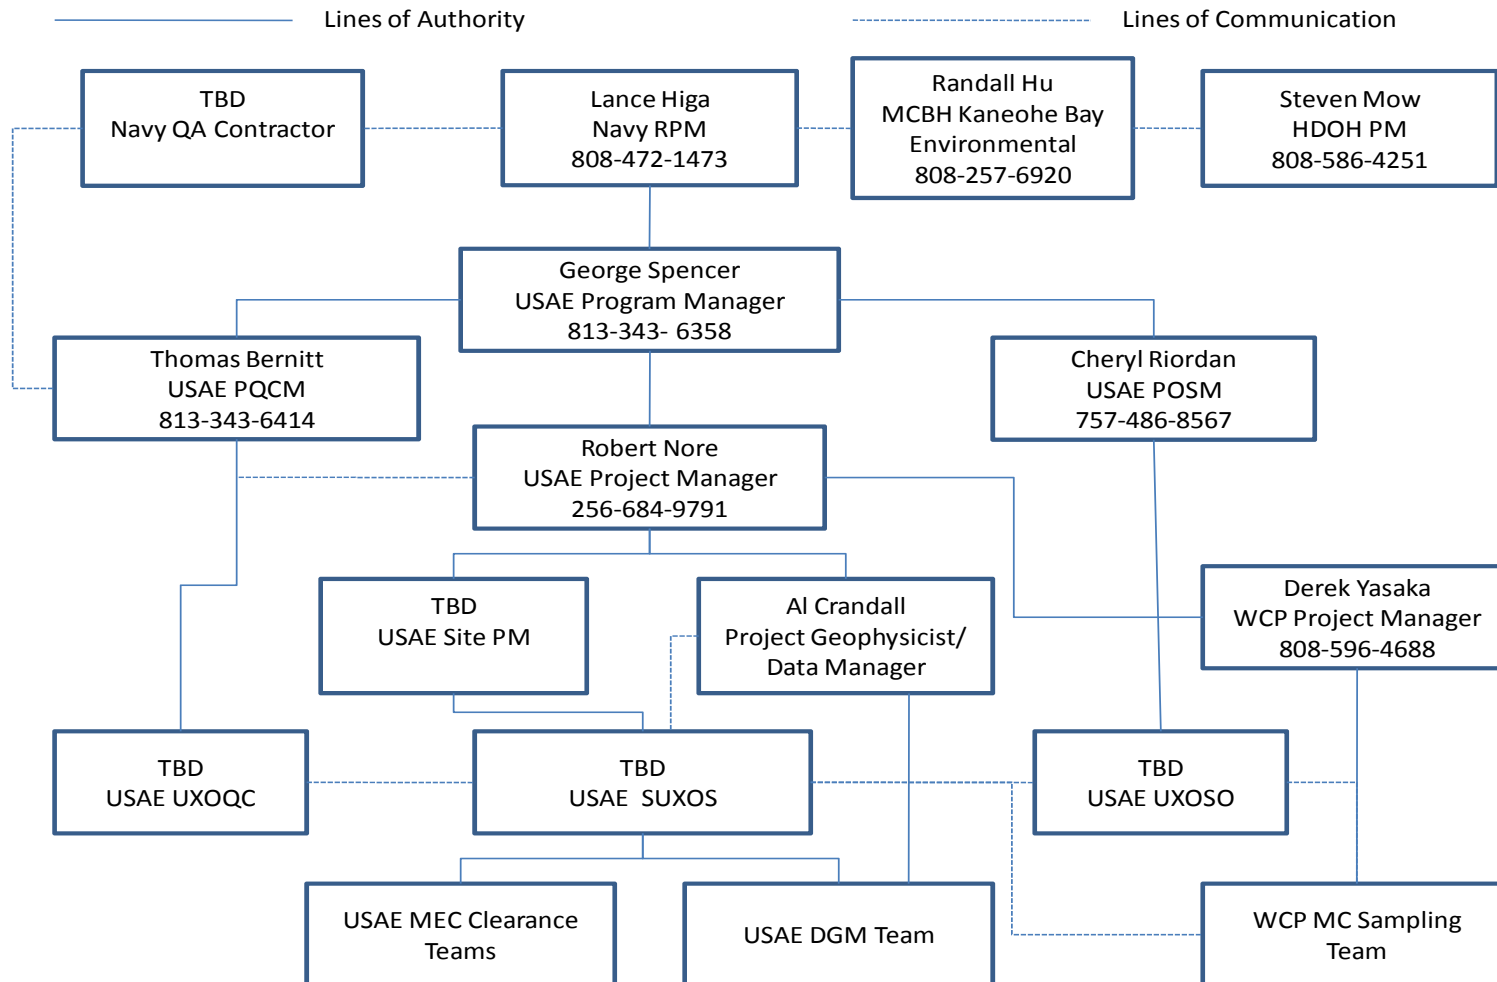 Lines of Authority
Lines of Communication
TBD
Navy QA Contractor
Lance Higa
Navy RPM
808-472-1473
Randall Hu
MCBH Kaneohe Bay
Environmental
808-257-6920
Steven Mow
HDOH PM
808-586-4251
George Spencer
USAE Program Manager
813-343- 6358
Thomas Bernitt
USAE PQCM
813-343-6414
Cheryl Riordan
USAE POSM
757-486-8567
Robert Nore
USAE Project Manager
256-684-9791
TBD
USAE Site PM
Al Crandall
Project Geophysicist/
Data Manager
Derek Yasaka
WCP Project Manager
808-596-4688
TBD
USAE UXOQC
TBD
USAE  SUXOS
TBD
USAE UXOSO
USAE MEC Clearance
Teams
USAE DGM Team
WCP MC Sampling
Team